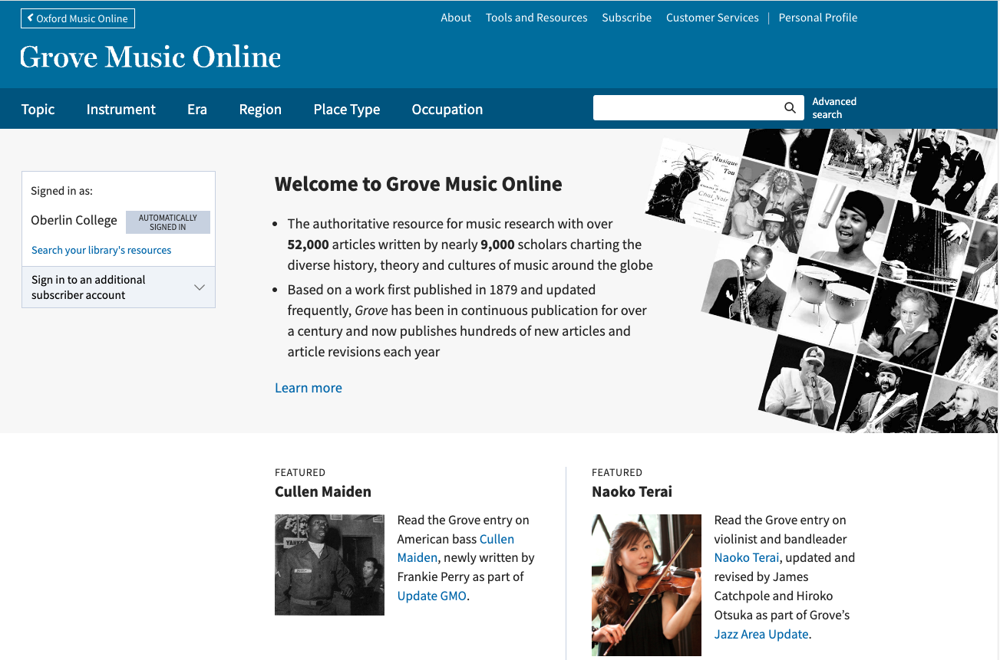 Oxford Music Online
About Tools and Resources Subscribe Customer Services | Personal Profile
Grove Music Online
Topic Instrument Era Region Place Type Occupation
Advanced
search
Signed in as:
Oberlin College
AUTOMATICALLY
SIGNED IN
Search your library's resources
Sign in to an additional
subscriber account
Welcome to Grove Music Online
• The authoritative resource for music research with over
52,000 articles written by nearly 9,000 scholars charting the
diverse history, theory and cultures of music around the globe
• Based on a work first published in 1879 and updated
frequently, Grove has been in continuous publication for over
a century and now publishes hundreds of new articles and
article revisions each year
Learn more
La
Musique
Tou
Chat Noir
FEATURED
Cullen Maiden
YANKE
Read the Grove entry on
American bass Cullen
Maiden, newly written by
Frankie Perry as part of
Update GMO.
FEATURED
Naoko Terai
Read the Grove entry on
violinist and bandleader
Naoko Terai, updated and
revised by James
Catchpole and Hiroko
Otsuka as part of Grove’s
Jazz Area Update.